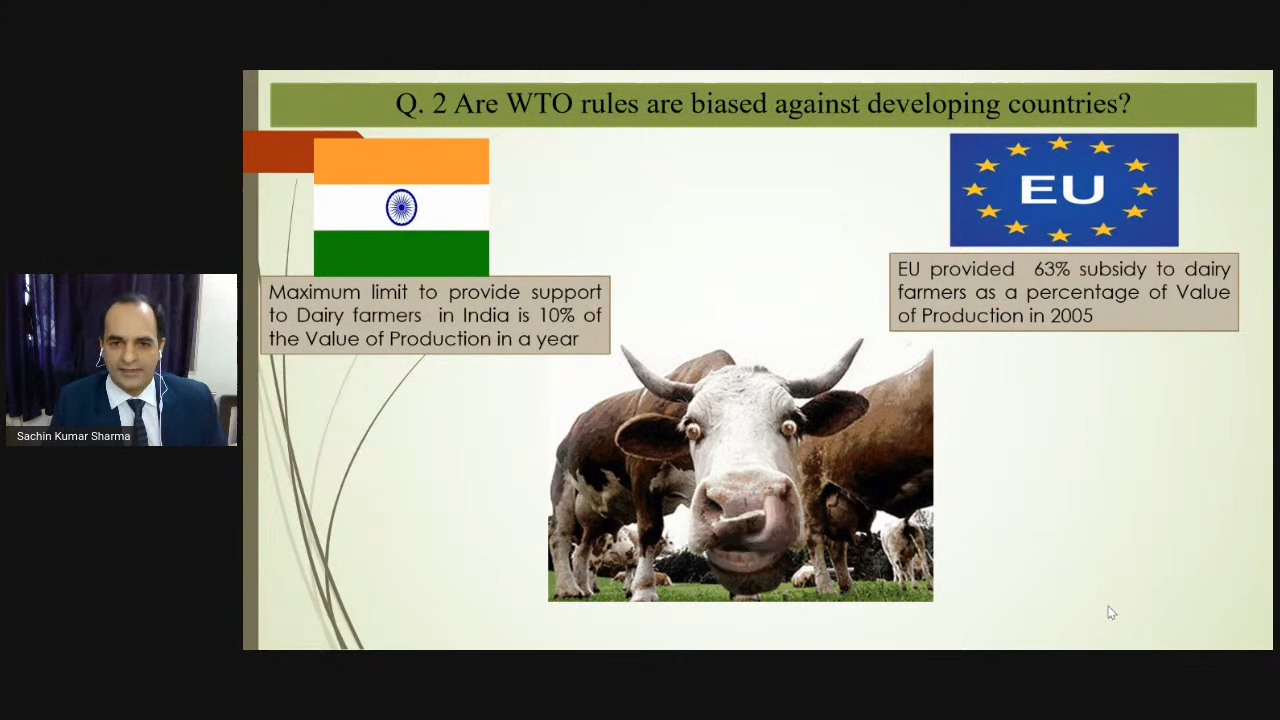 Q. 2 Are WTO rules are biased against developing countries?
EU
EU provided 63% subsidy to dairy
farmers as a percentage of Value
of Production in 2005
Maximum limit to provide support
to Dairy farmers in India is 10% of
the Value of Production in a year
Sachin Kumar Sharma